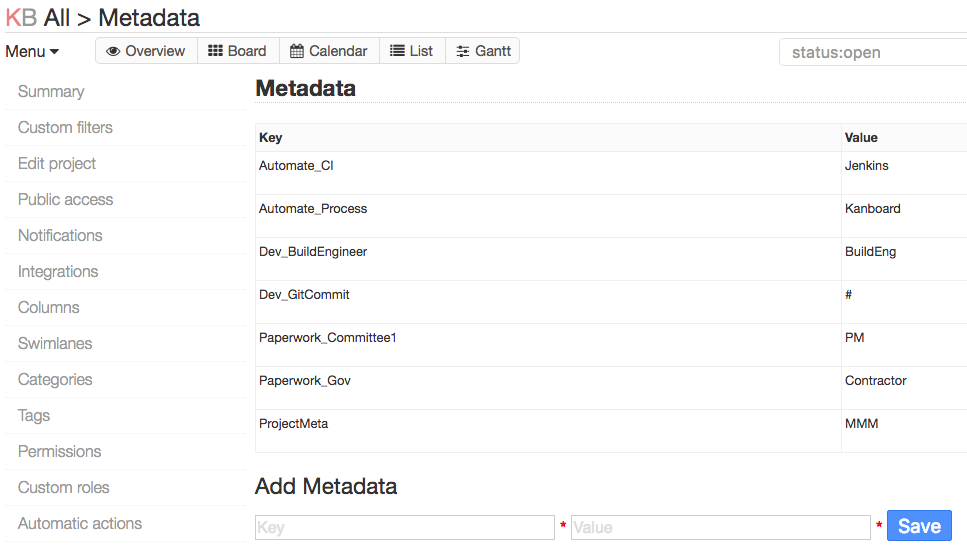 KB All > Metadata
Menu Overview Board Calendar List Gantt status:open
Summary
Custom filters
Edit project
Public access
Notifications
Integrations
Columns
Swimlanes
Categories
Tags
Permissions
Custom roles
Automatic actions
Metadata
Key Value
Automate_CI Jenkins
Automate_Process Kanboard
Dev_BuildEngineer BuildEng
Dev_GitCommit #
Paperwork_Committee1 PM
Paperwork_Gov Contractor
ProjectMeta MMM
Add Metadata
Key * Value * Save